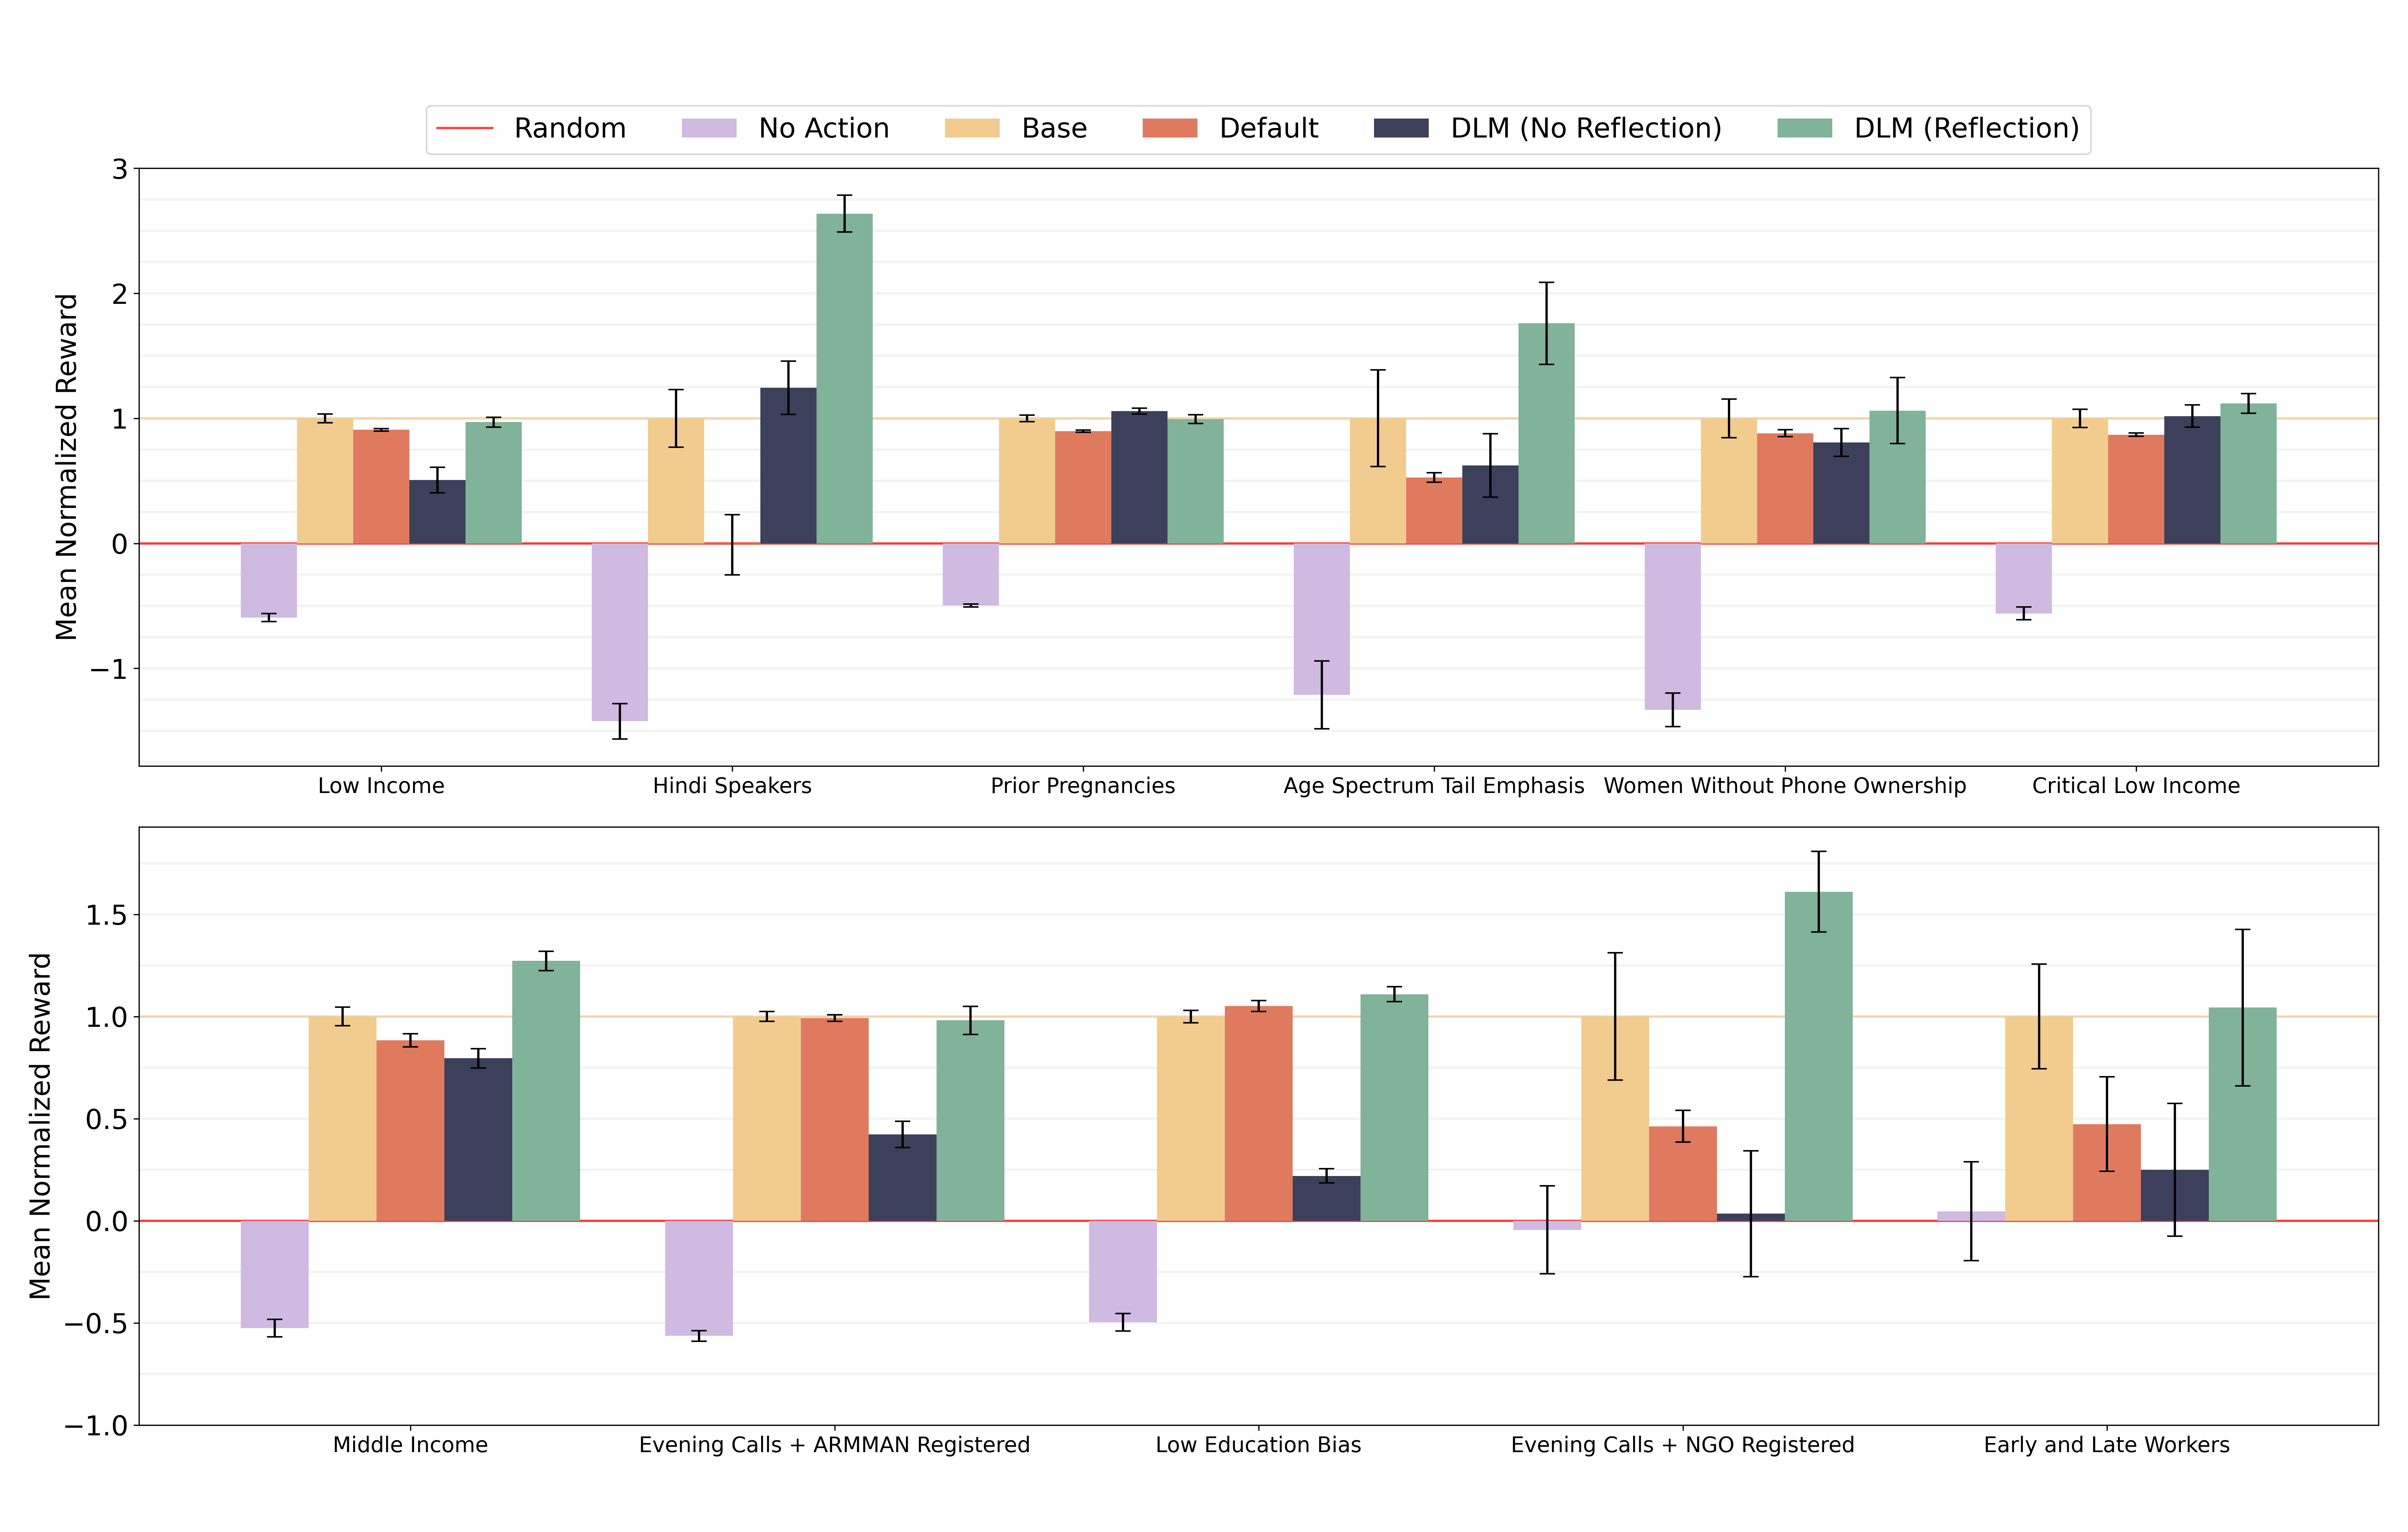 Random No Action Base Default DLM (No Reflection) DLM (Reflection)
Mean Normalized Reward
3
2
1
0
−1
Low Income Hindi Speakers Prior Pregnancies Age Spectrum Tail Emphasis Women Without Phone Ownership Critical Low Income
Mean Normalized Reward
1.5
1.0
0.5
0.0
−0.5
−1.0
Middle Income Evening Calls + ARMMAN Registered Low Education Bias Evening Calls + NGO Registered Early and Late Workers